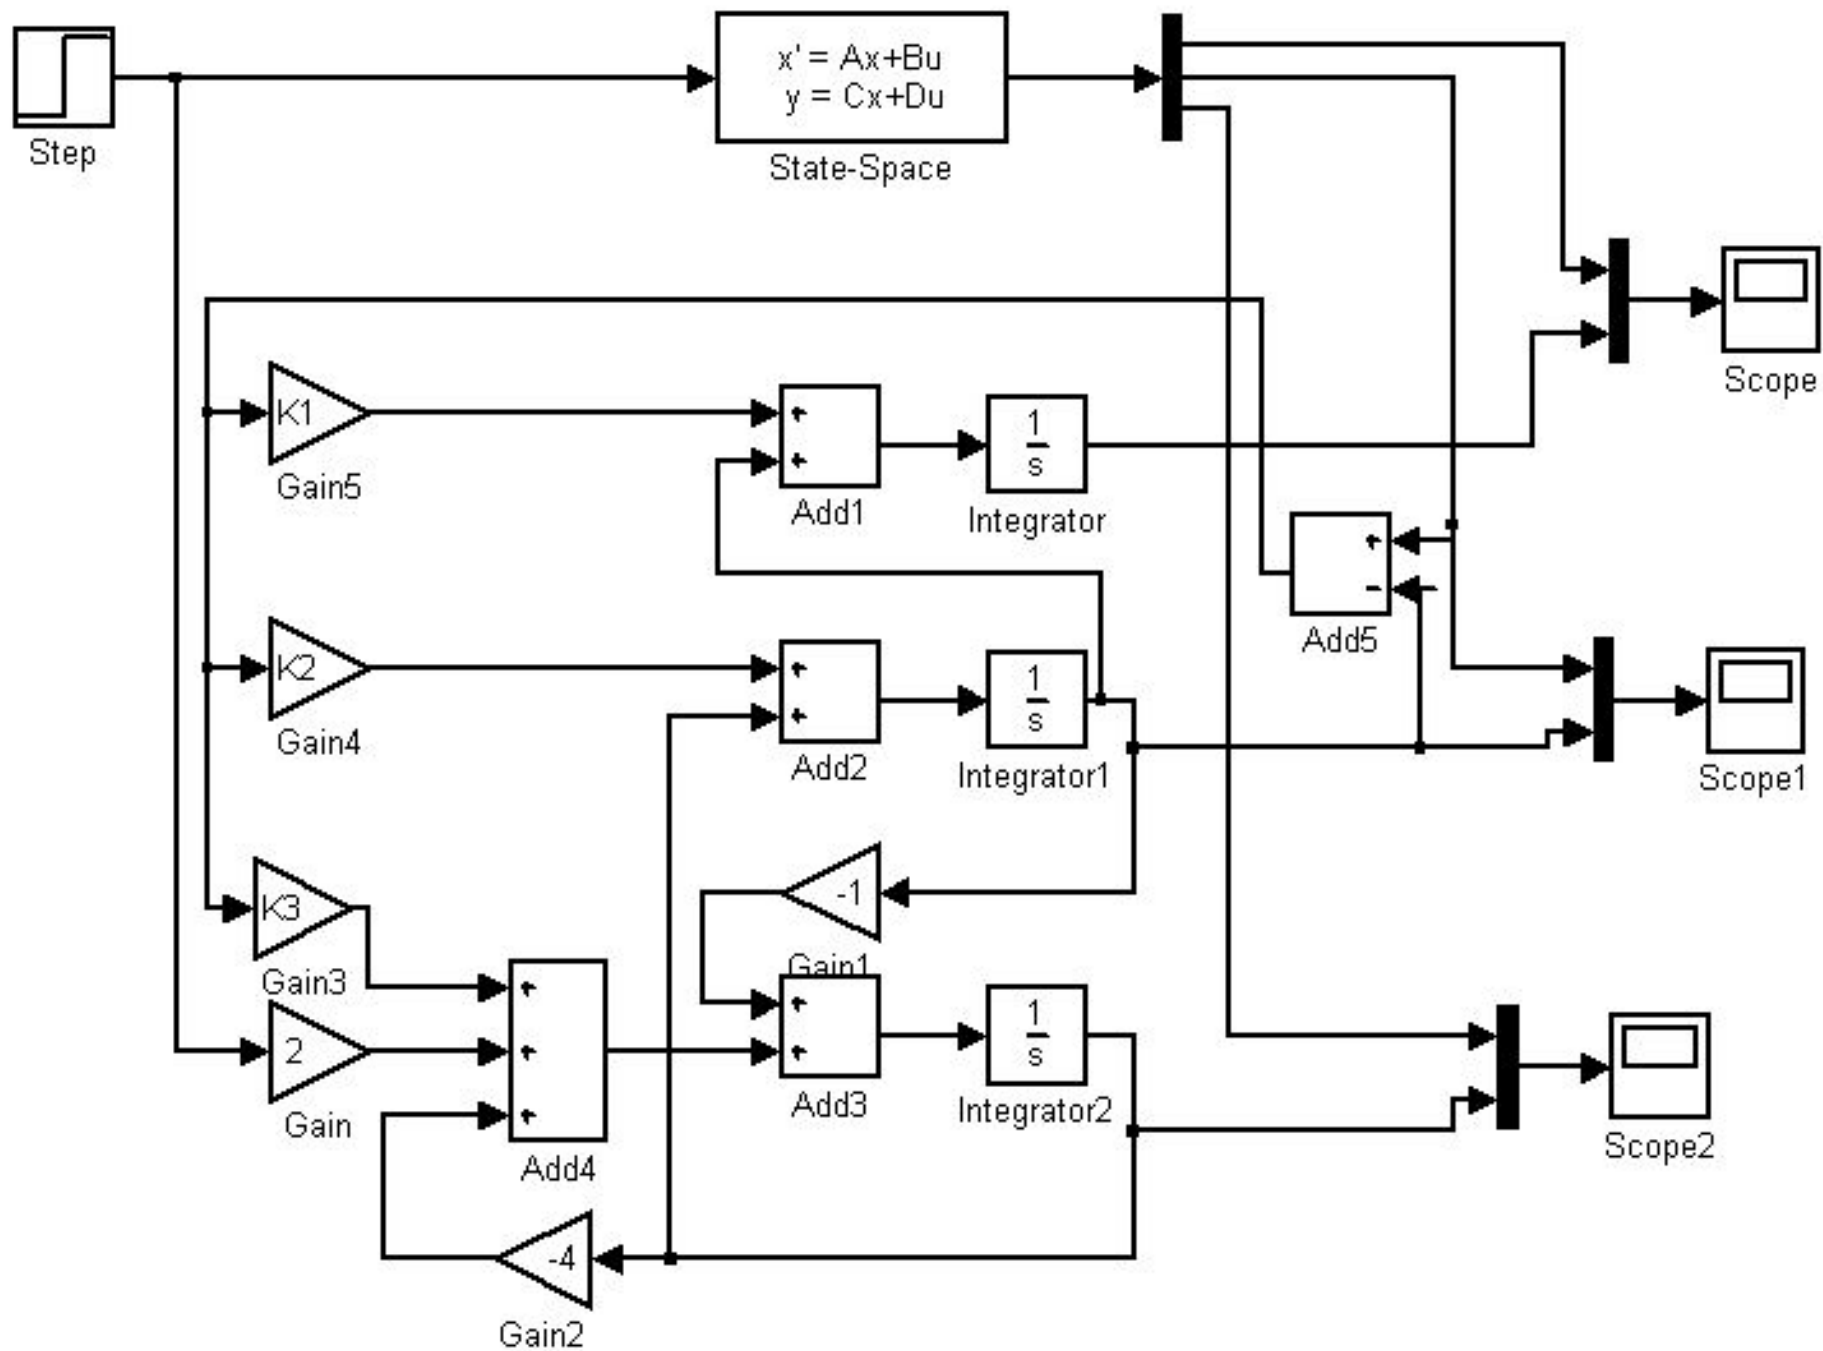 Step
x' = Ax+Bu
y = Cx+Du
State-Space
Scope
K1
Gain5
+
+
Add1
1
s
Integrator
+
−
Add5
K2
Gain4
+
+
Add2
1
s
Integrator1
Scope1
K3
Gain3
-1
Gain1
2
Gain
+
+
+
Add4
+
+
Add3
1
s
Integrator2
Scope2
-4
Gain2